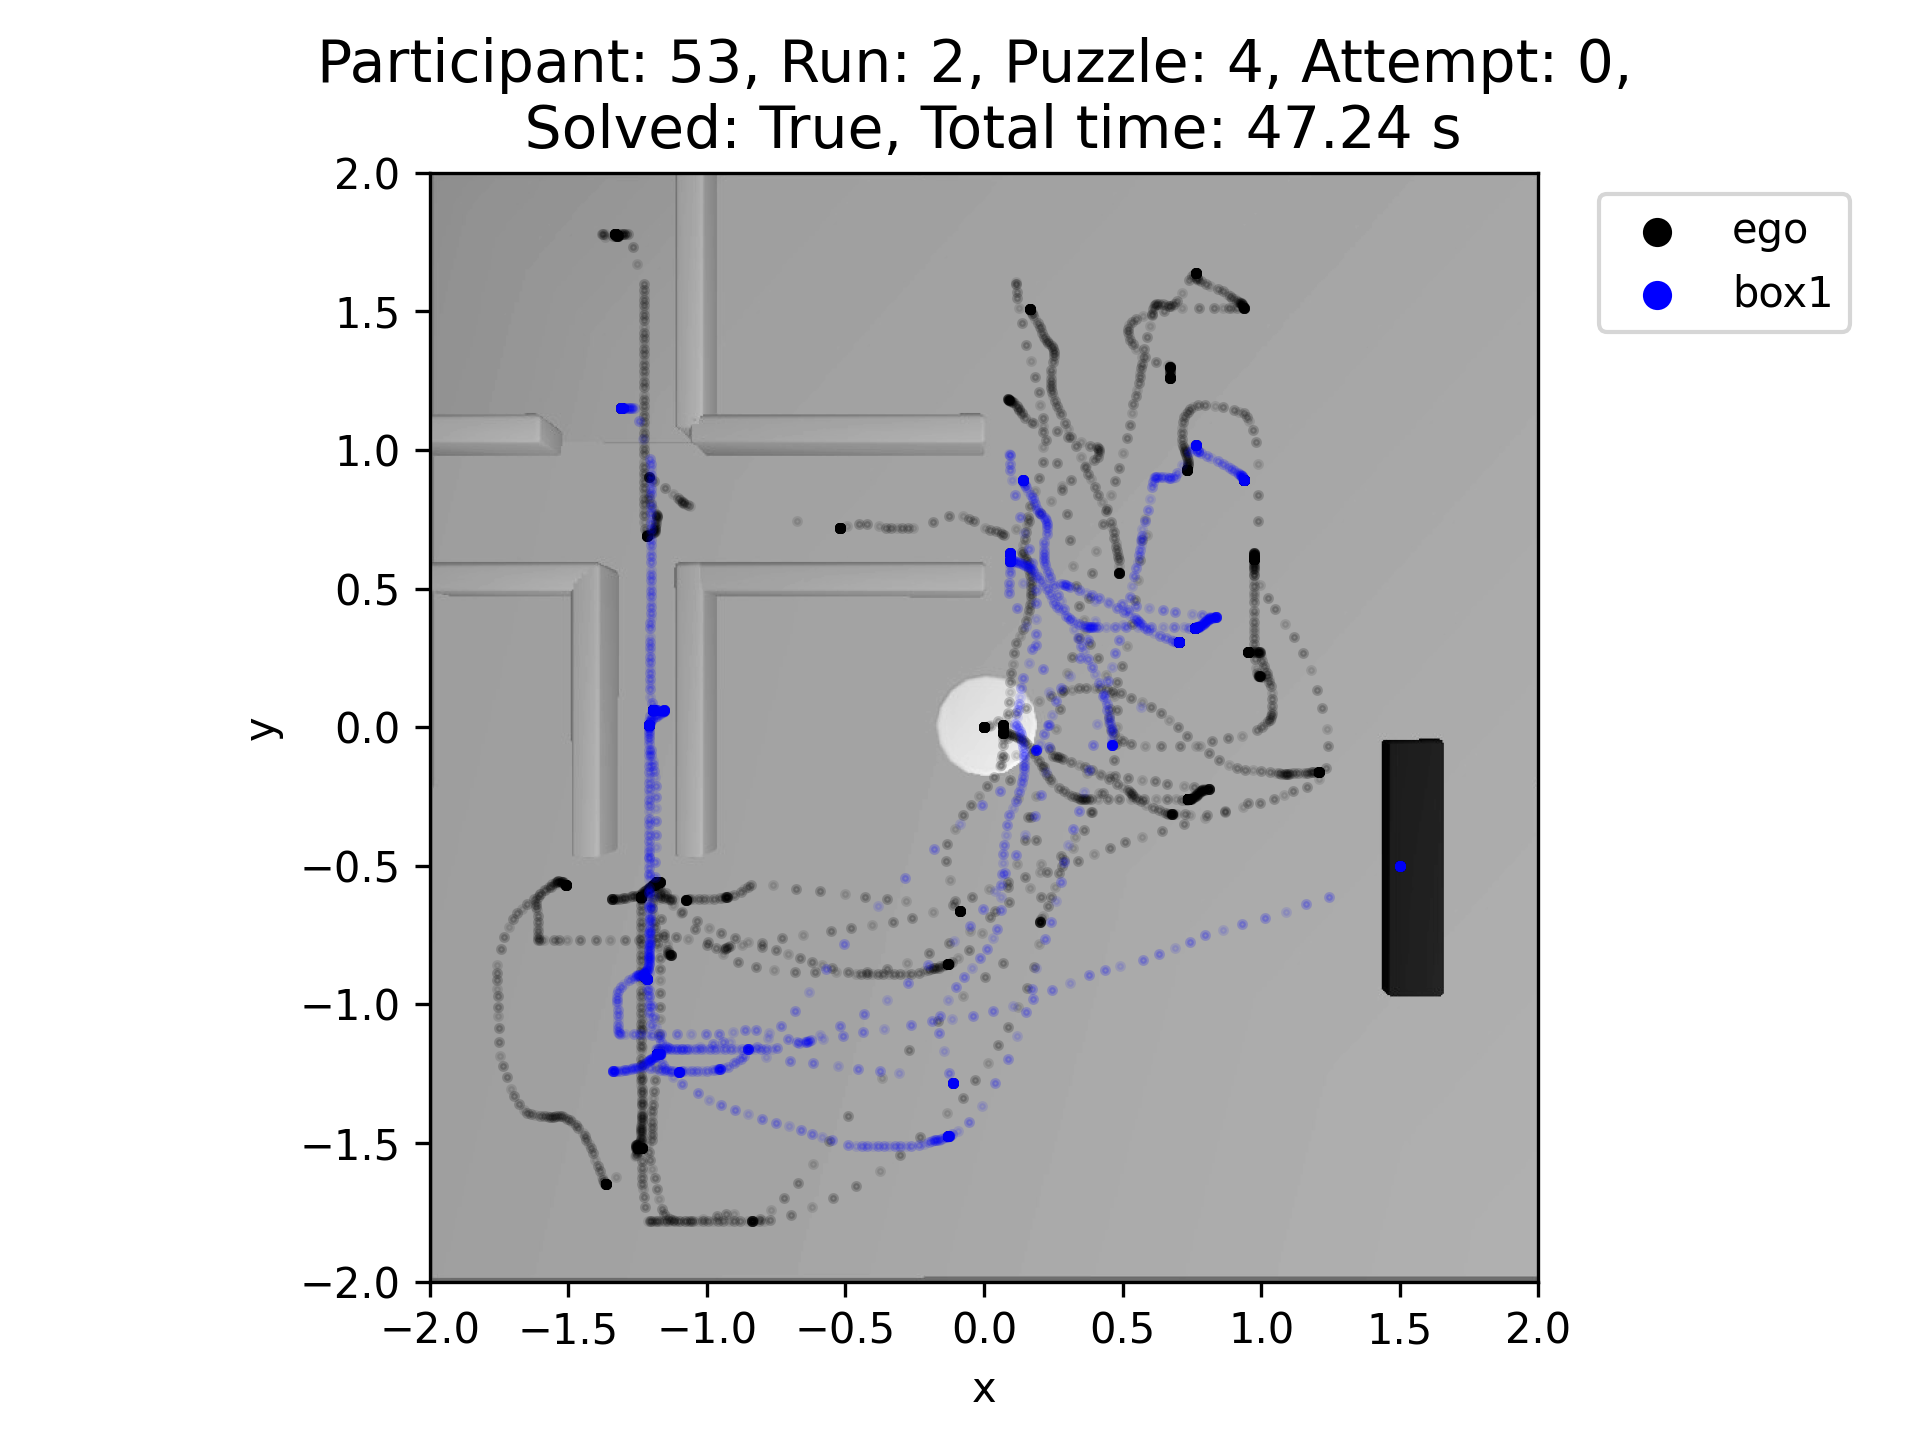 Participant: 53, Run: 2, Puzzle: 4, Attempt: 0,
Solved: True, Total time: 47.24 s
ego
box1
2.0
1.5
1.0
0.5
0.0
−0.5
−1.0
−1.5
−2.0
y
−2.0 −1.5 −1.0 −0.5 0.0 0.5 1.0 1.5 2.0
x